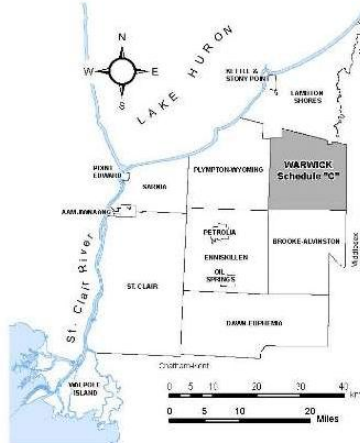 N
W E
S
LAKE HURON
KETTLE &
STONY POINT
LAMBTON
SHORES
WARWICK
Schedule "C"
POINT
EDWARD
SARNIA
PLYMPTON-WYOMING
AAMJIWNAANG
PETROLIA
BROOKE-ALVINSTON
Middlesex
ENNISKILLEN
OIL
SPRINGS
St. Clair River
ST. CLAIR
DAWN-EUPHEMIA
Chatham-Kent
WALPOLE
ISLAND
0 5 10 20 30 40
km
0 5 10 20
Miles